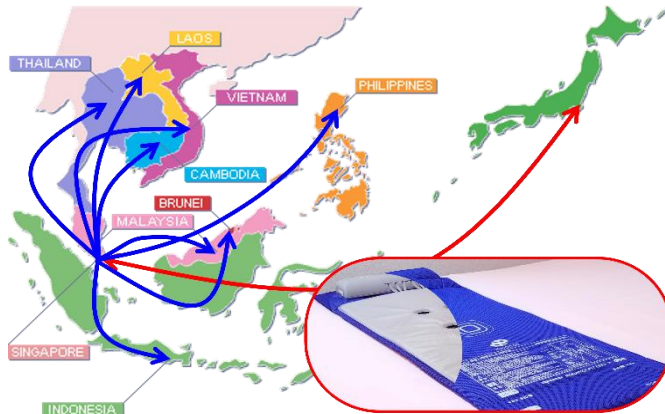 LAOS
THAILAND
VIETNAM
PHILIPPINES
CAMBODIA
BRUNEI
MALAYSIA
SINGAPORE
INDONESIA